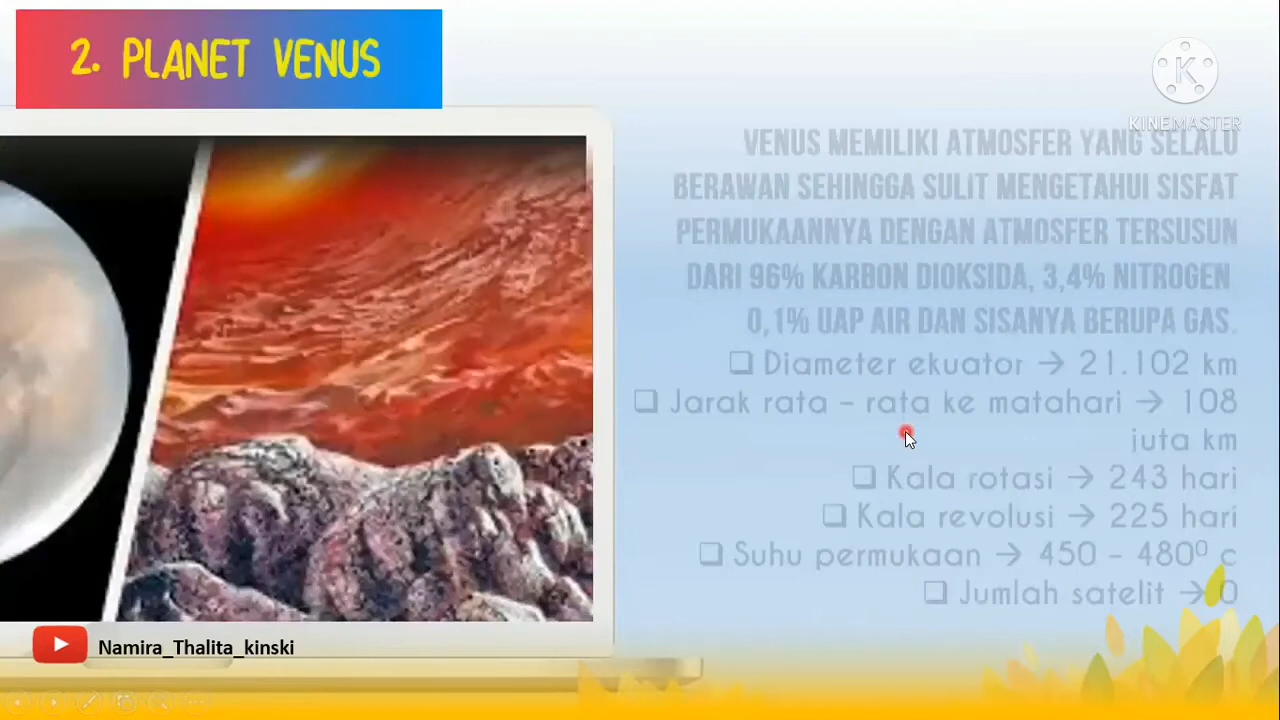 2. PLANET VENUS
KINEMASTER
VENUS MEMILIKI ATMOSFER YANG SELALU
BERAWAN SEHINGGA SULIT MENGETAHUI SISFAT
PERMUKAANNYA DENGAN ATMOSFER TERSUSUN
DARI 96% KARBON DIOKSIDA, 3,4% NITROGEN
0,1% UAP AIR DAN SISANYA BERUPA GAS.
❑ Diameter ekuator → 21.102 km
❑ Jarak rata – rata ke matahari → 108
juta km
❑ Kala rotasi → 243 hari
❑ Kala revolusi → 225 hari
❑ Suhu permukaan → 450 – 480⁰ c
❑ Jumlah satelit → 0
Namira_Thalita_kinski